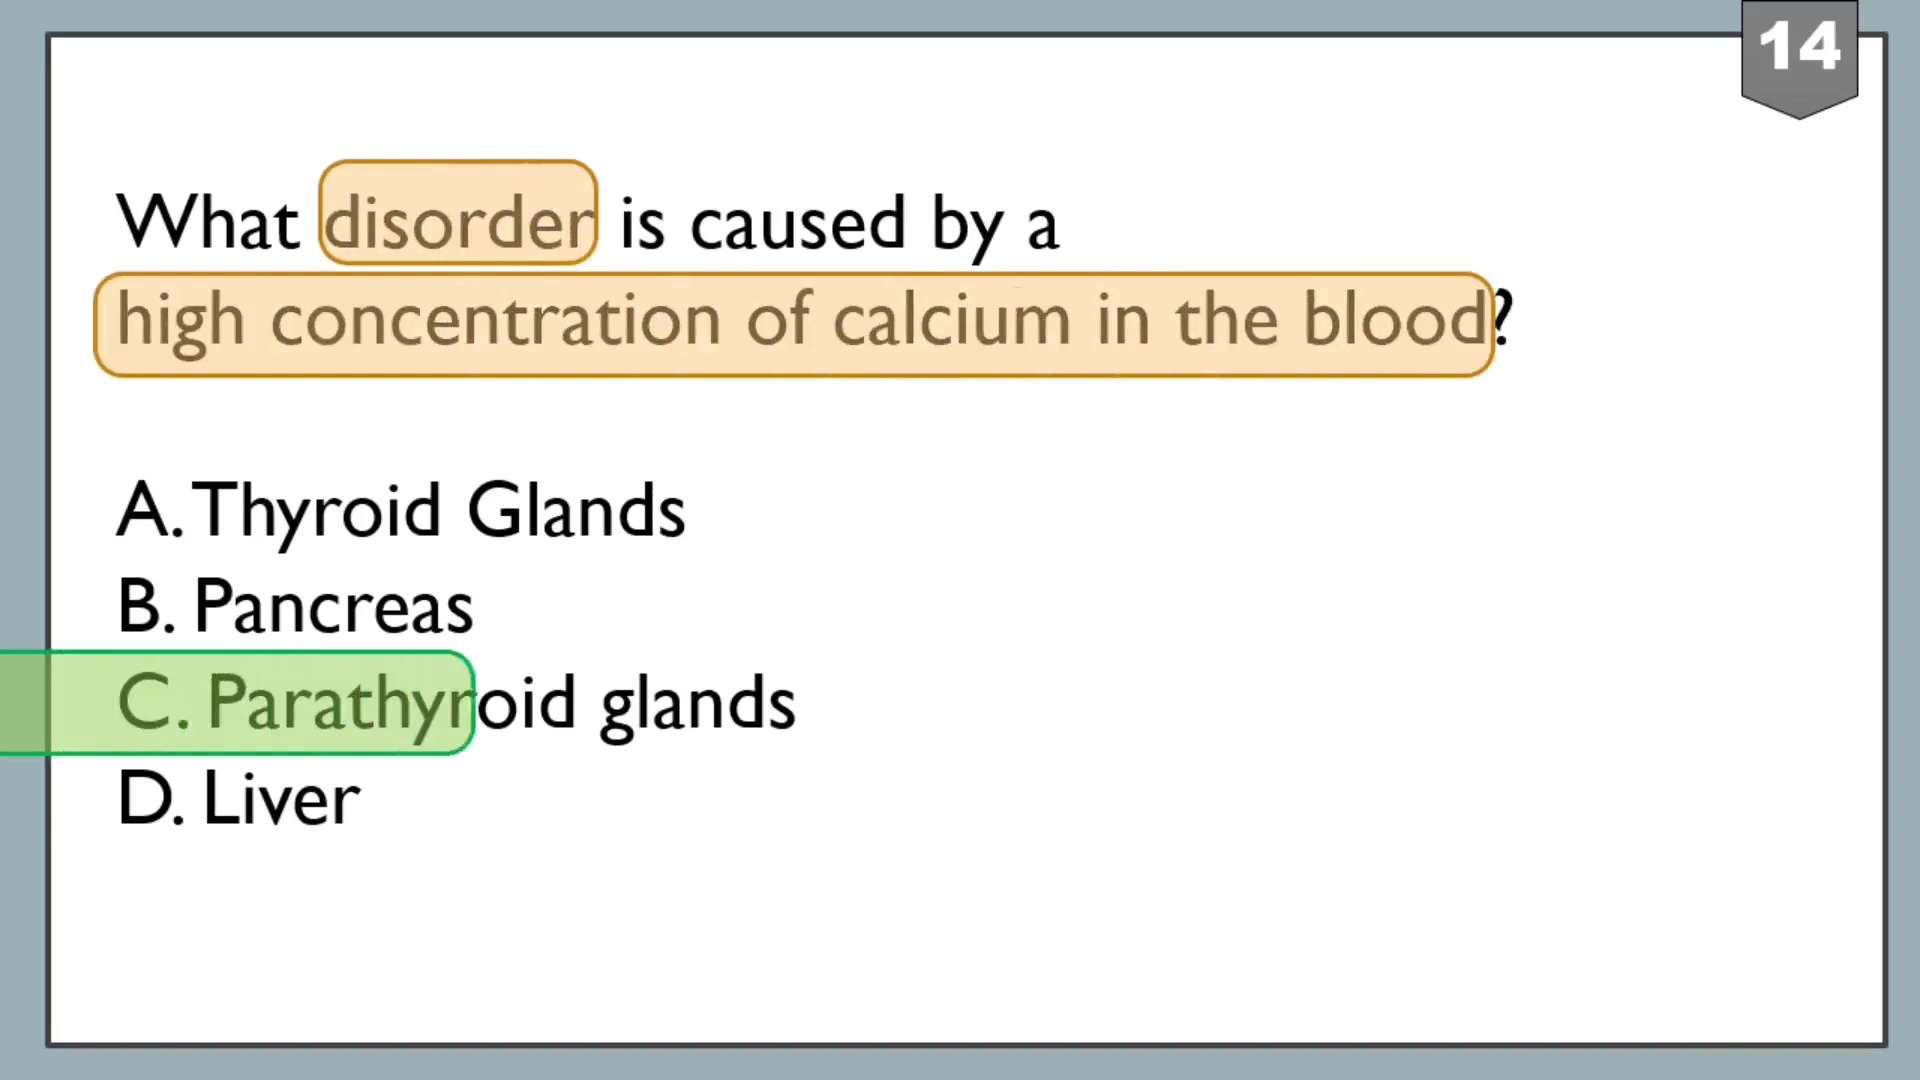 14
What disorder is caused by a
high concentration of calcium in the blood?
A. Thyroid Glands
B. Pancreas
C. Parathyroid glands
D. Liver